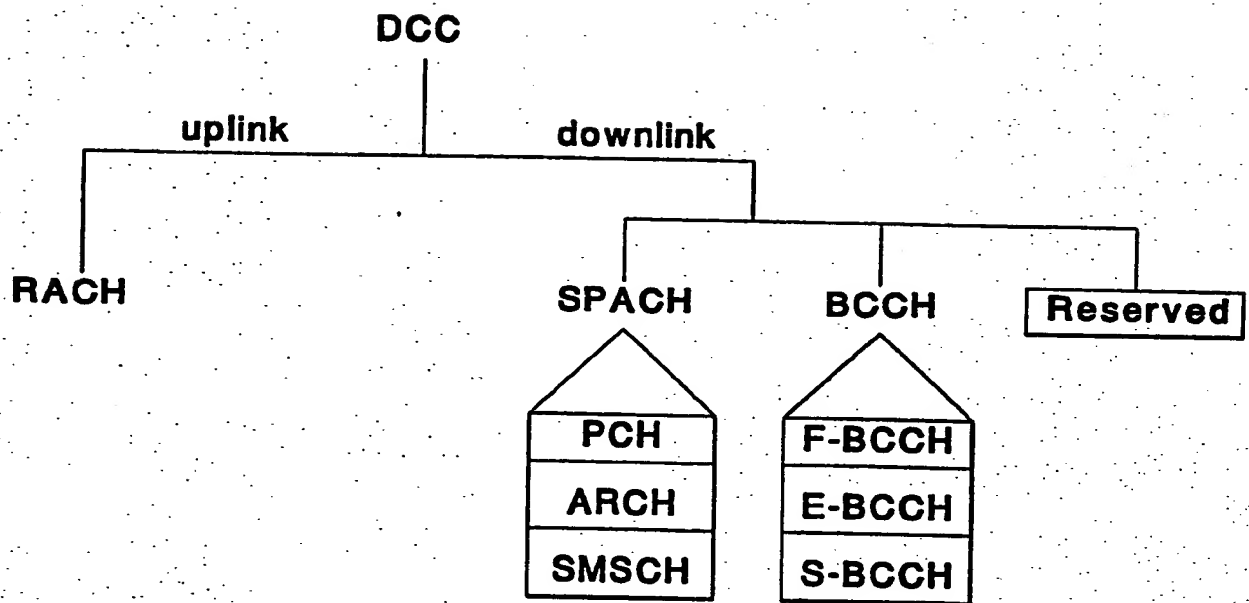 DCC
uplink
downlink
RACH
SPACH
BCCH
Reserved
PCH
ARCH
SMSCH
F-BCCH
E-BCCH
S-BCCH